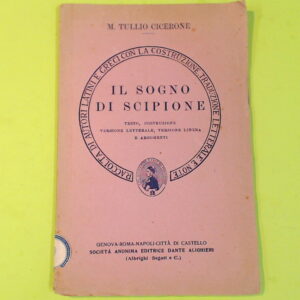 M. TULLIO CICERONE
RACCOLTA DI AUTORI LATINI E GRECI CON LA COSTRUZIONE, TRADUZIONE LETTERALE E NOTE
IL SOGNO
DI SCIPIONE
TESTO, COSTRUZIONE
VERSIONE LETTERALE, VERSIONE LIBERA
E ARGOMENTI
GENOVA-ROMA-NAPOLI-CITTÀ DI CASTELLO
SOCIETÀ ANONIMA EDITRICE DANTE ALIGHIERI
(Albrighi Segati e C.)